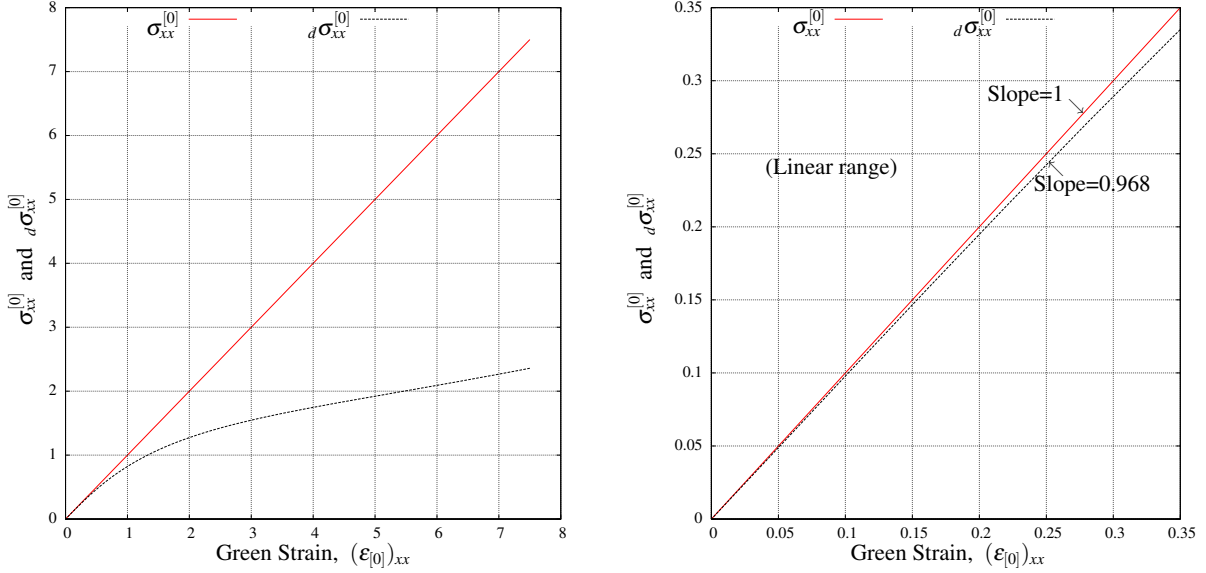 σ[0]xx dσ[0]xx
8
7
6
5
4
3
2
1
0
0 1 2 3 4 5 6 7 8
σ[0]xx and dσ[0]xx
Green Strain, (ε[0])xx
σ[0]xx dσ[0]xx
0.35
0.3
0.25
0.2
0.15
0.1
0.05
0
0 0.05 0.1 0.15 0.2 0.25 0.3 0.35
σ[0]xx and dσ[0]xx
Slope=1
(Linear range)
Slope=0.968
Green Strain, (ε[0])xx